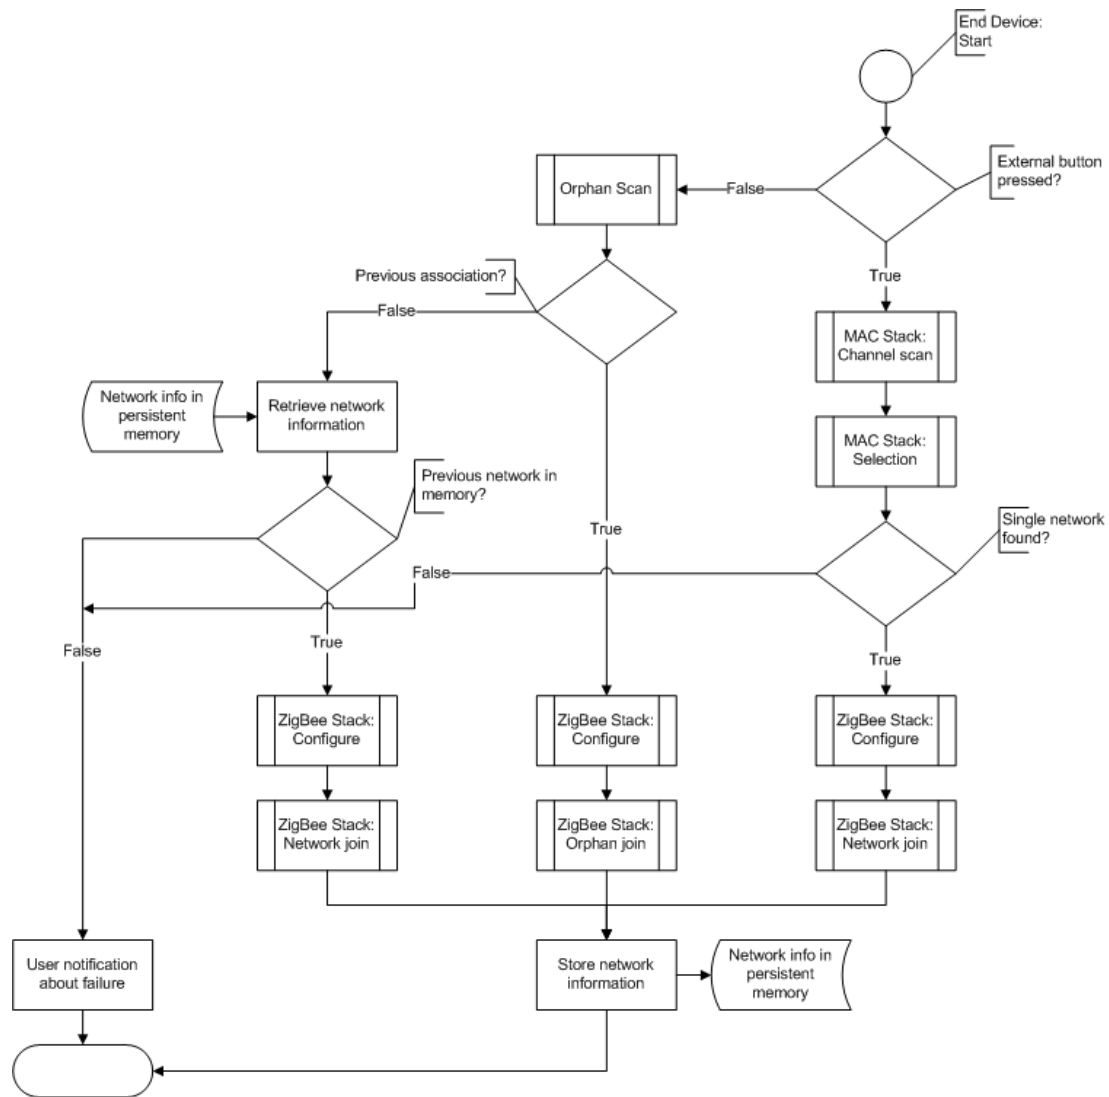 End Device:
Start
External button
pressed?
Orphan Scan
False
True
Previous association?
False
MAC Stack:
Channel scan
Network info in
persistent
memory
Retrieve network
information
MAC Stack:
Selection
Previous network in
memory?
True
Single network
found?
False
False
True
True
ZigBee Stack:
Configure
ZigBee Stack:
Configure
ZigBee Stack:
Configure
ZigBee Stack:
Network join
ZigBee Stack:
Orphan join
ZigBee Stack:
Network join
User notification
about failure
Store network
information
Network info in
persistent
memory